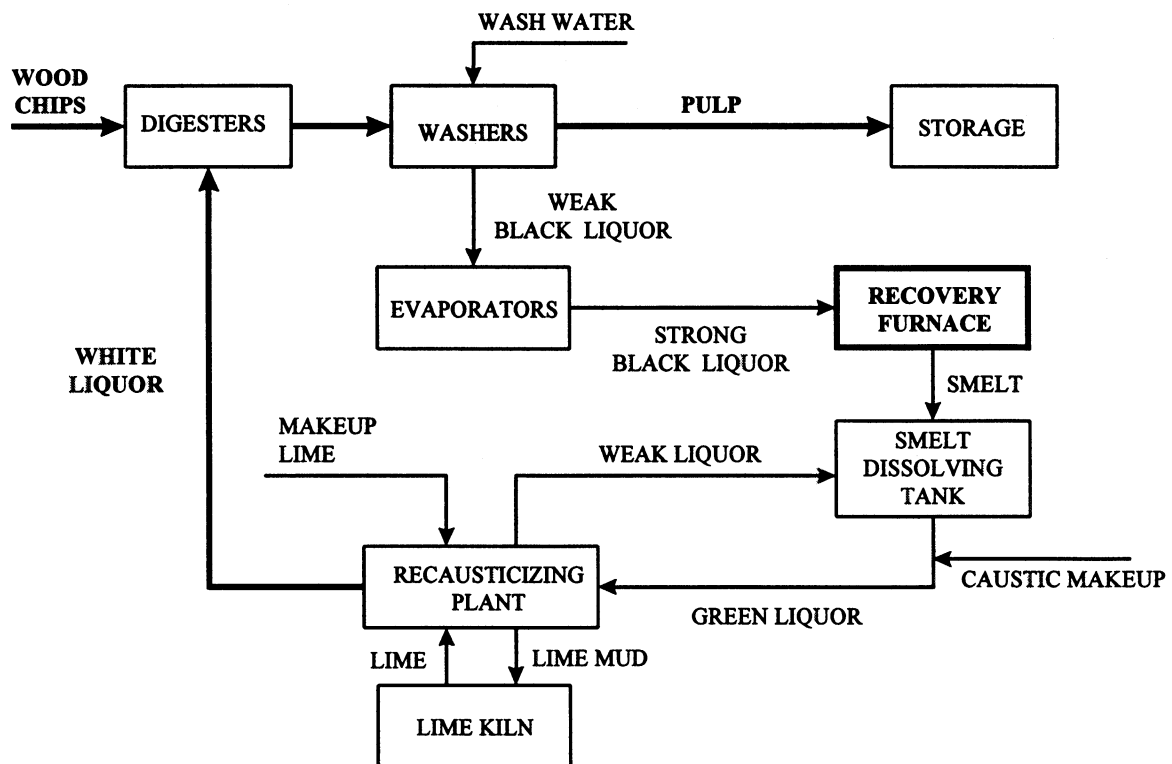 WASH WATER
WOOD
CHIPS
DIGESTERS
WASHERS
PULP
STORAGE
WEAK
BLACK LIQUOR
EVAPORATORS
STRONG
BLACK LIQUOR
RECOVERY
FURNACE
WHITE
LIQUOR
SMELT
MAKEUP
LIME
WEAK LIQUOR
SMELT
DISSOLVING
TANK
RECAUSTICIZING
PLANT
CAUSTIC MAKEUP
GREEN LIQUOR
LIME
LIME MUD
LIME KILN